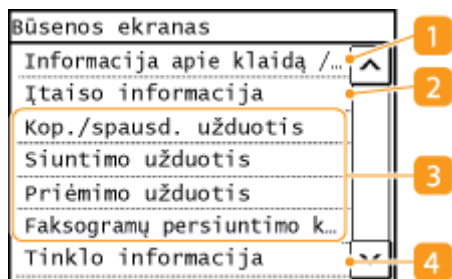 Būsenos ekranas
Informacija apie klaidą /… 1
Įtaiso informacija 2
Kop./spausd. užduotis
Siuntimo užduotis
Priėmimo užduotis 3
Faksogramų persiuntimo k…
Tinklo informacija 4